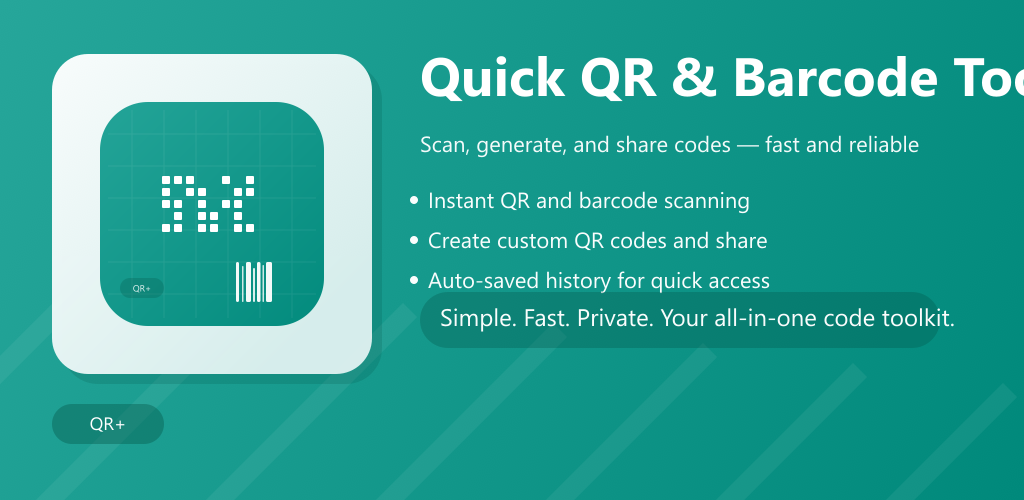 Quick QR & Barcode Too
Scan, generate, and share codes — fast and reliable
• Instant QR and barcode scanning
• Create custom QR codes and share
• Auto-saved history for quick access
Simple. Fast. Private. Your all-in-one code toolkit.
QR+
QR+